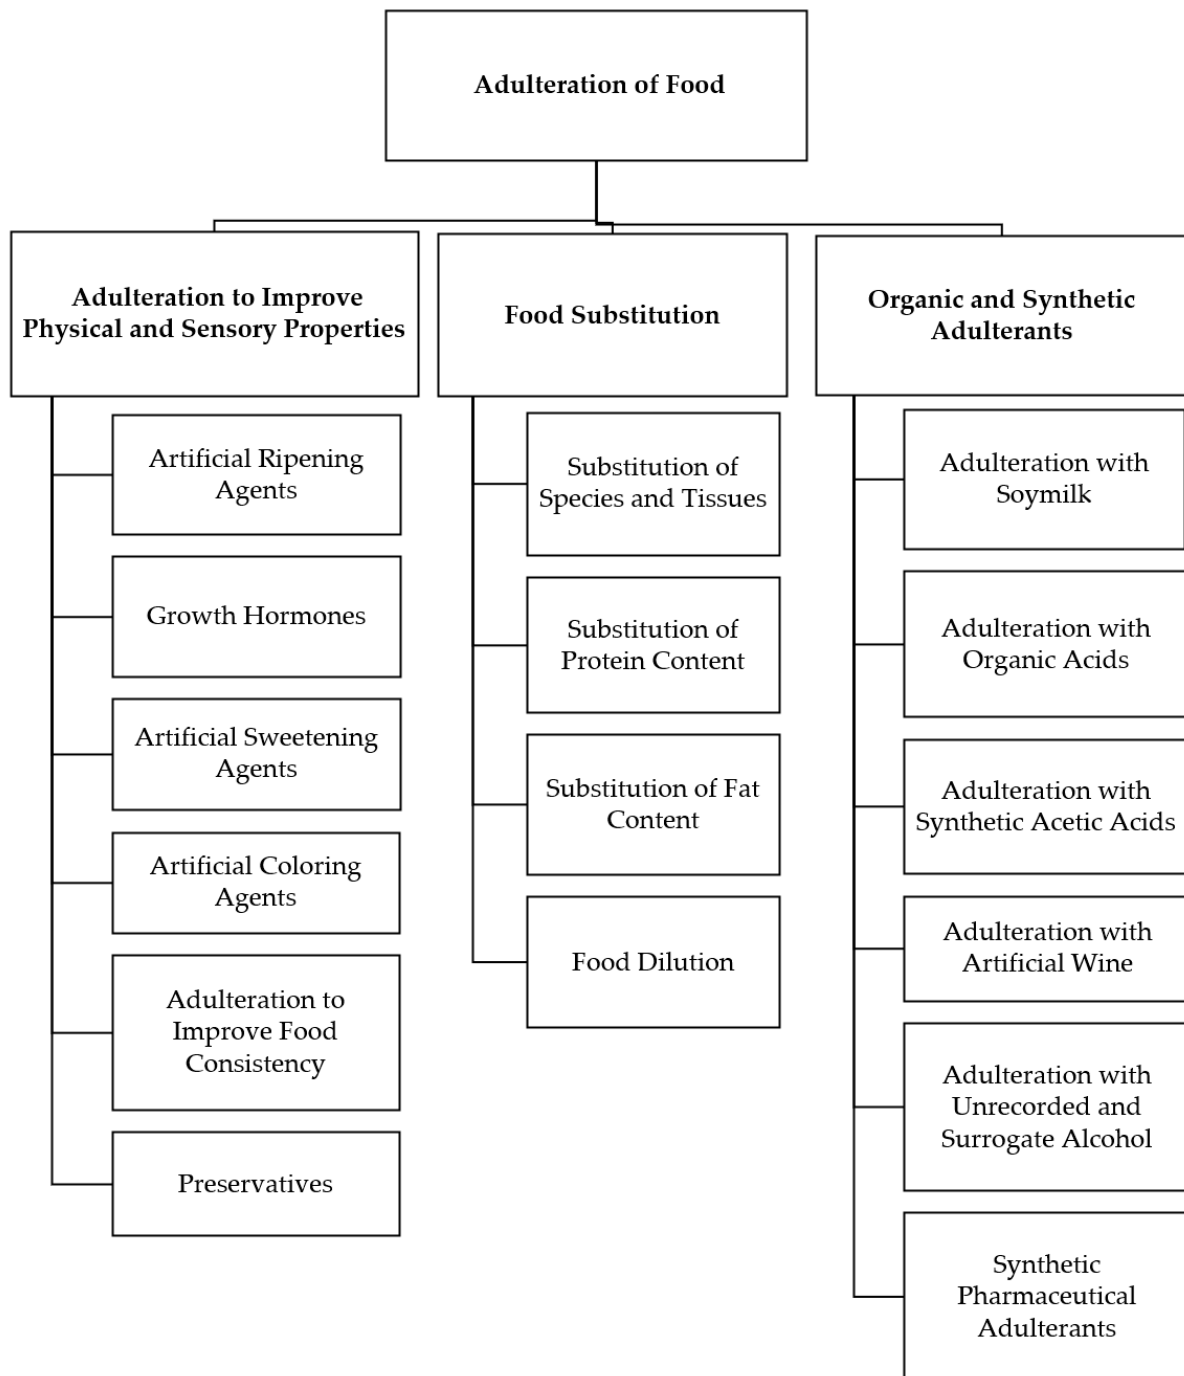 Adulteration of Food
Adulteration to Improve
Physical and Sensory Properties
Artificial Ripening
Agents
Growth Hormones
Artificial Sweetening
Agents
Artificial Coloring
Agents
Adulteration to
Improve Food
Consistency
Preservatives
Food Substitution
Substitution of
Species and Tissues
Substitution of
Protein Content
Substitution of Fat
Content
Food Dilution
Organic and Synthetic
Adulterants
Adulteration with
Soymilk
Adulteration with
Organic Acids
Adulteration with
Synthetic Acetic Acids
Adulteration with
Artificial Wine
Adulteration with
Unrecorded and
Surrogate Alcohol
Synthetic
Pharmaceutical
Adulterants